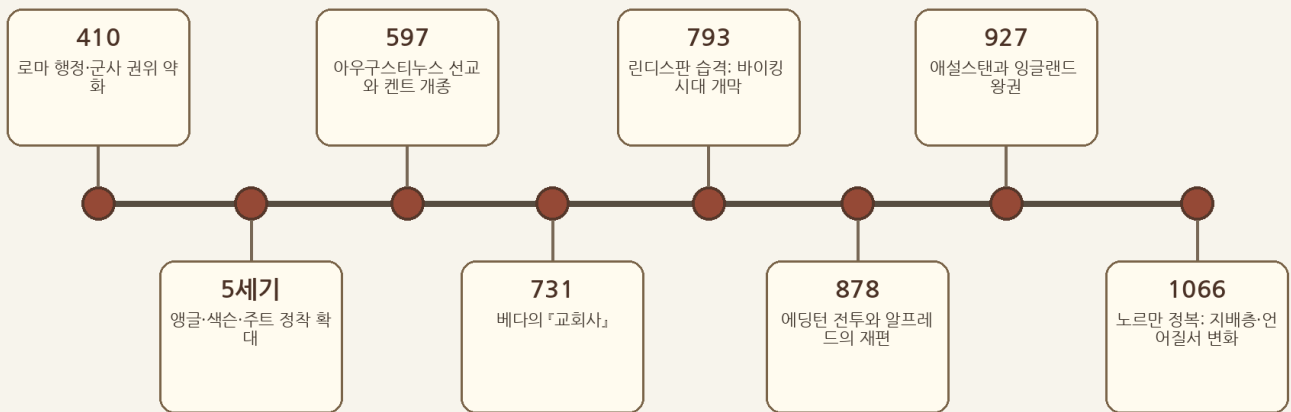 410
로마 행정·군사 권위 약
화
597
아우구스티누스 선교
와 켄트 개종
793
린디스판 습격: 바이킹
시대 개막
927
애설스탠과 잉글랜드
왕권
5세기
앵글·색슨·주트 정착 확
대
731
베다의 『교회사』
878
에딩턴 전투와 알프레
드의 재편
1066
노르만 정복: 지배층·언
어질서 변화